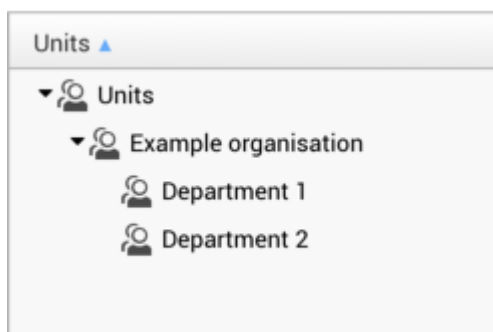 Units
Units
Example organisation
Department 1
Department 2